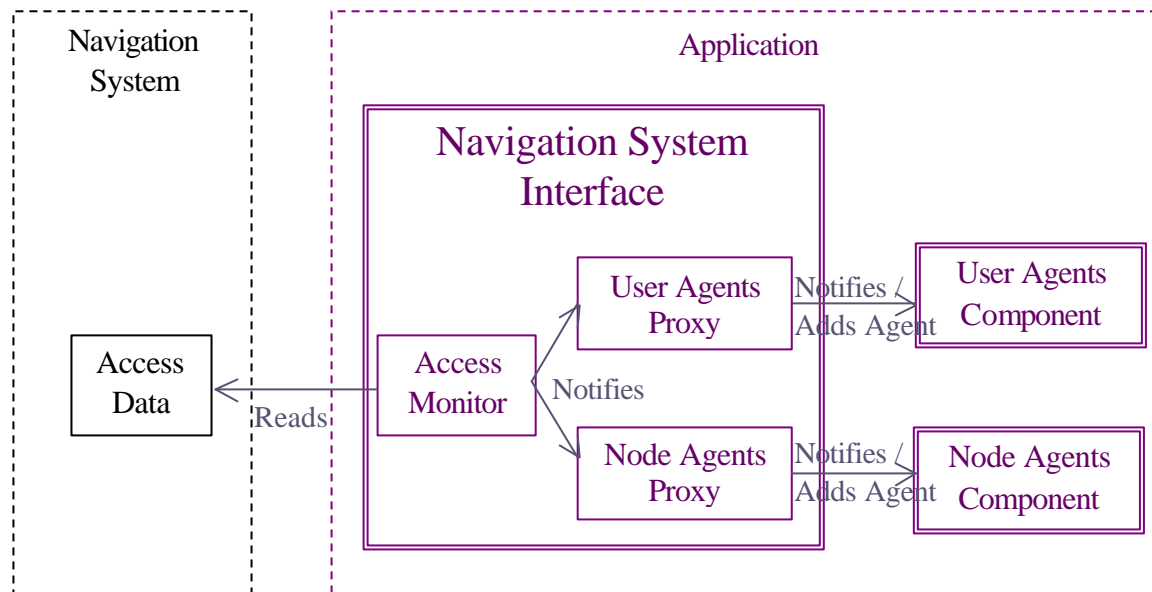 Navigation
System
Application
Navigation System
Interface
User Agents
Proxy
Notifies /
Adds Agent
User Agents
Component
Access
Data
Reads
Access
Monitor
Notifies
Node Agents
Proxy
Notifies /
Adds Agent
Node Agents
Component